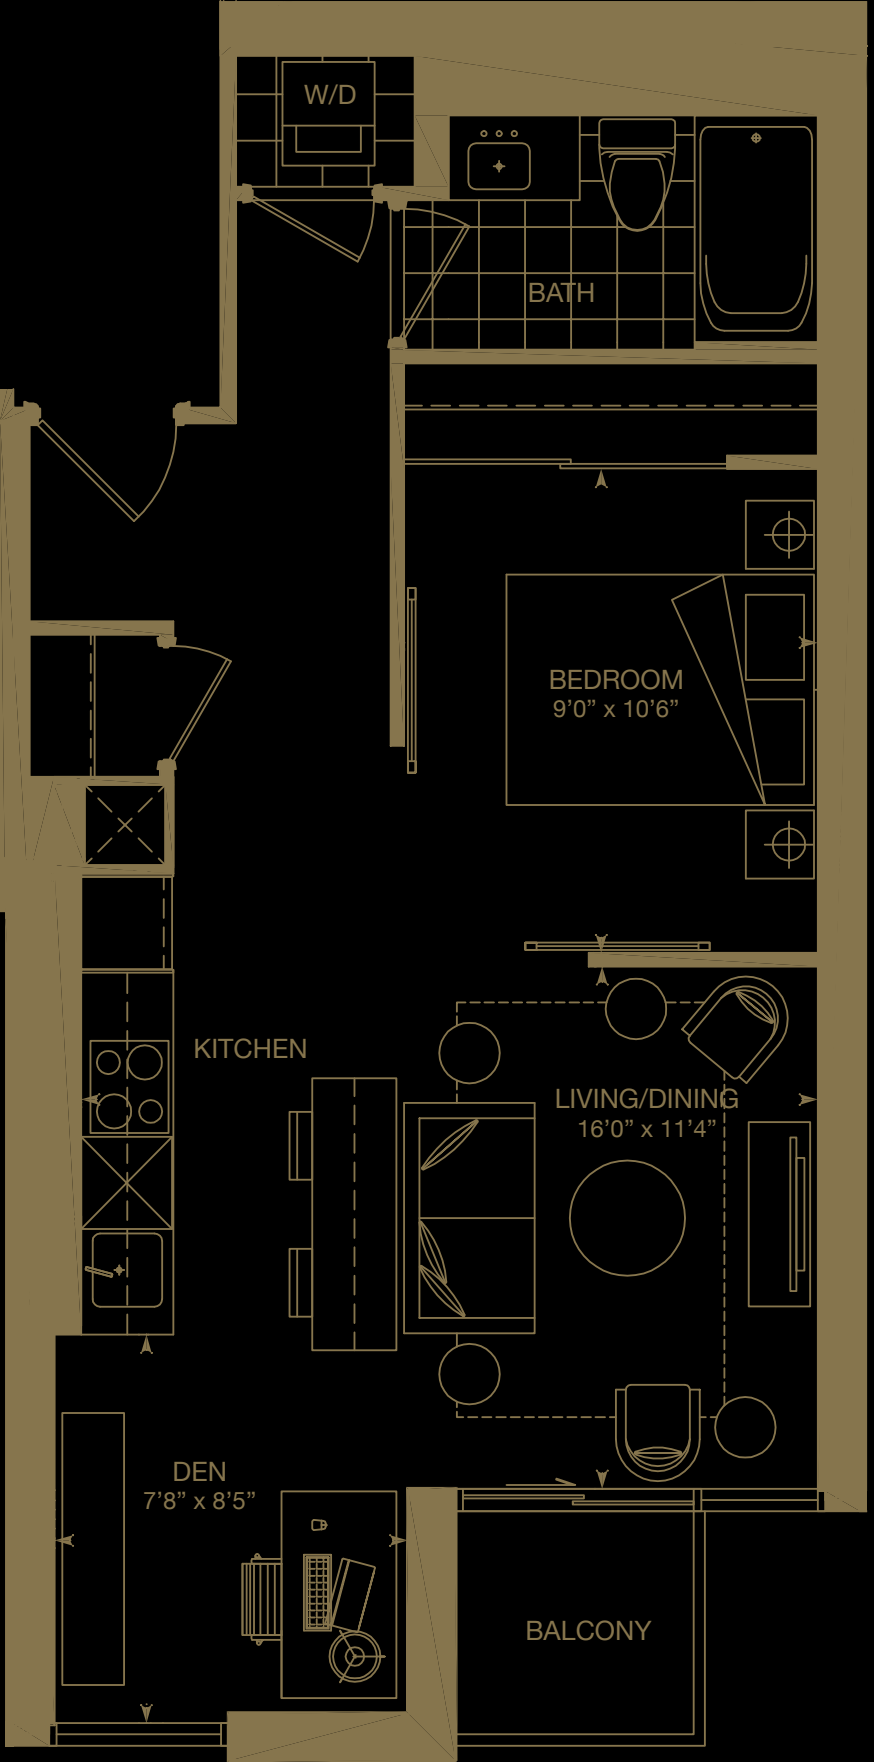 W/D
BATH
BEDROOM
9’0” x 10’6”
KITCHEN
LIVING/DINING
16’0” x 11’4”
DEN
7’8” x 8’5”
BALCONY